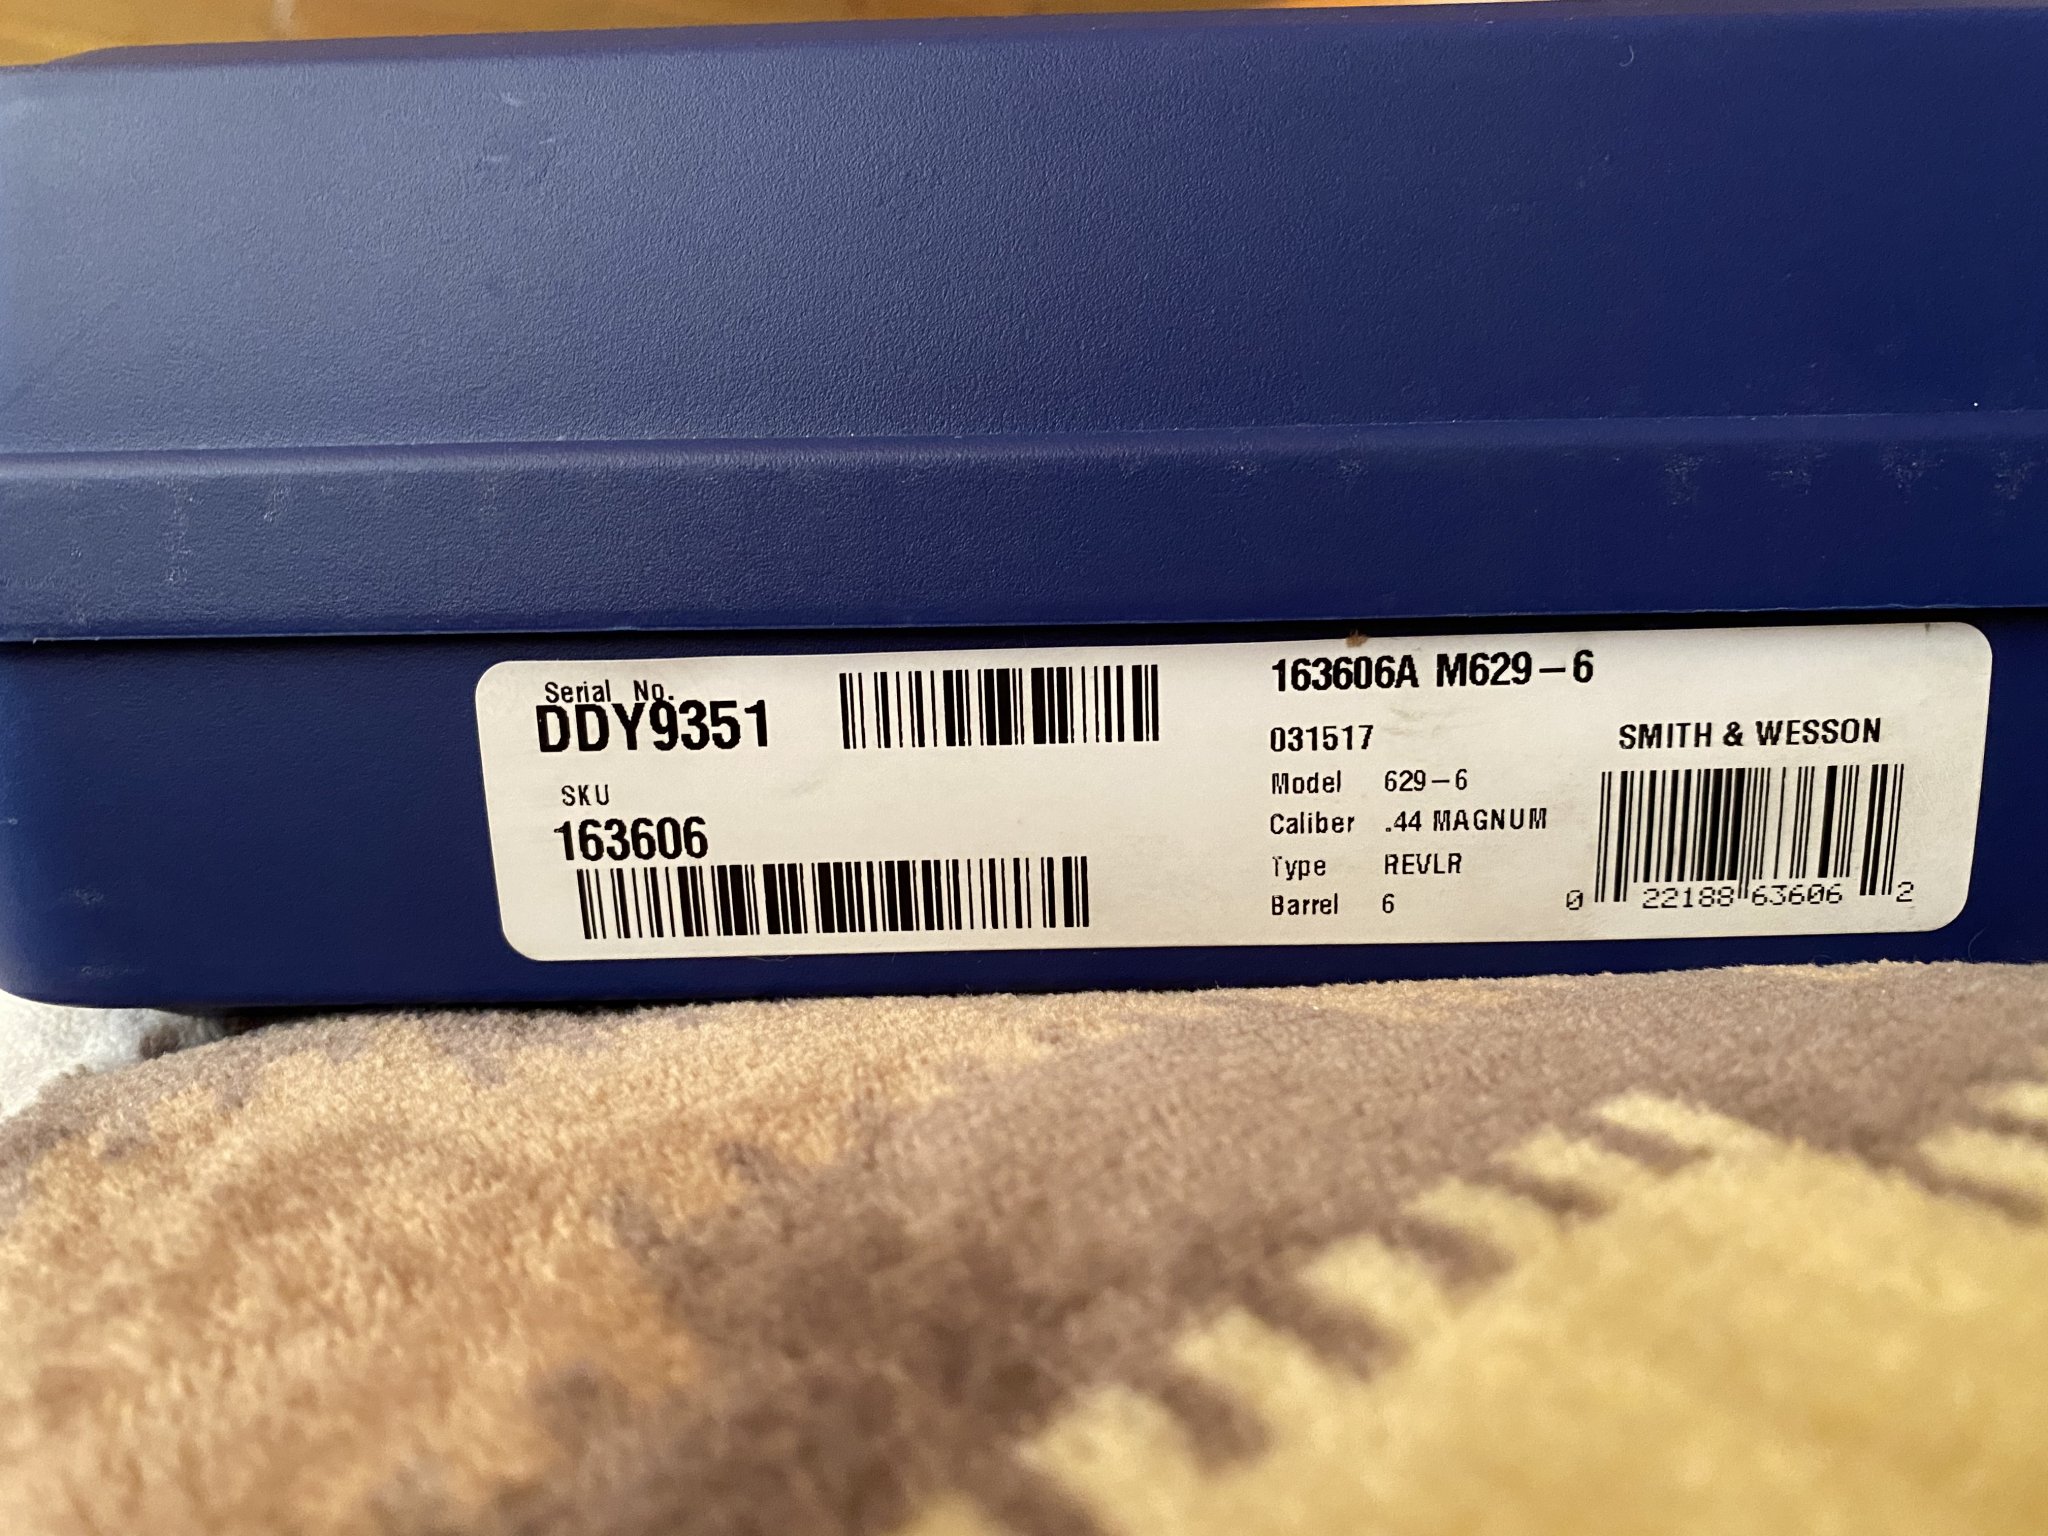 Serial No.
DDY9351
SKU
163606
163606A M629-6
031517
Model 629-6
Caliber .44 MAGNUM
Type REVLR
Barrel 6
SMITH & WESSON
0 22188 63606 2